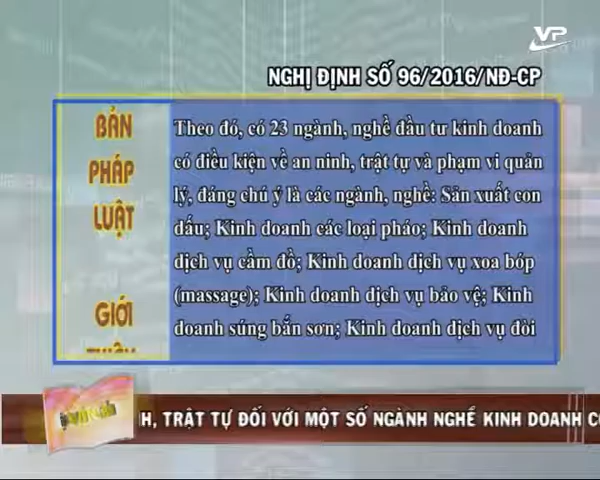 VP
NGHỊ ĐỊNH SỐ 96/2016/NĐ-CP
BẢN
PHÁP
LUẬT
GIỚI
Theo đó, có 23 ngành, nghề đầu tư kinh doanh
có điều kiện về an ninh, trật tự và phạm vi quản
lý, đáng chú ý là các ngành, nghề: Sản xuất con
dấu; Kinh doanh các loại pháo; Kinh doanh
dịch vụ cầm đồ; Kinh doanh dịch vụ xoa bóp
(massage); Kinh doanh dịch vụ bảo vệ; Kinh
doanh súng bắn sơn; Kinh doanh dịch vụ đòi
H, TRẬT TỰ ĐỐI VỚI MỘT SỐ NGÀNH NGHỀ KINH DOANH C